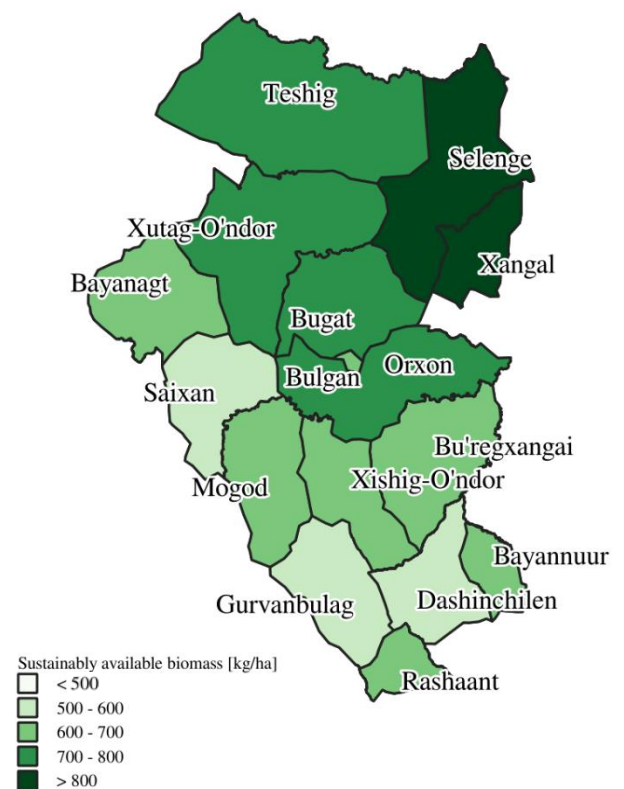 Teshig
Selenge
Xutag-O'ndor
Xangal
Bayanagt
Bugat
Orxon
Bulgan
Saixan
Bu'regxangai
Xishig-O'ndor
Mogod
Bayannuur
Gurvanbulag
Dashinchilen
Rashaant
Sustainably available biomass [kg/ha]
< 500
500 - 600
600 - 700
700 - 800
> 800